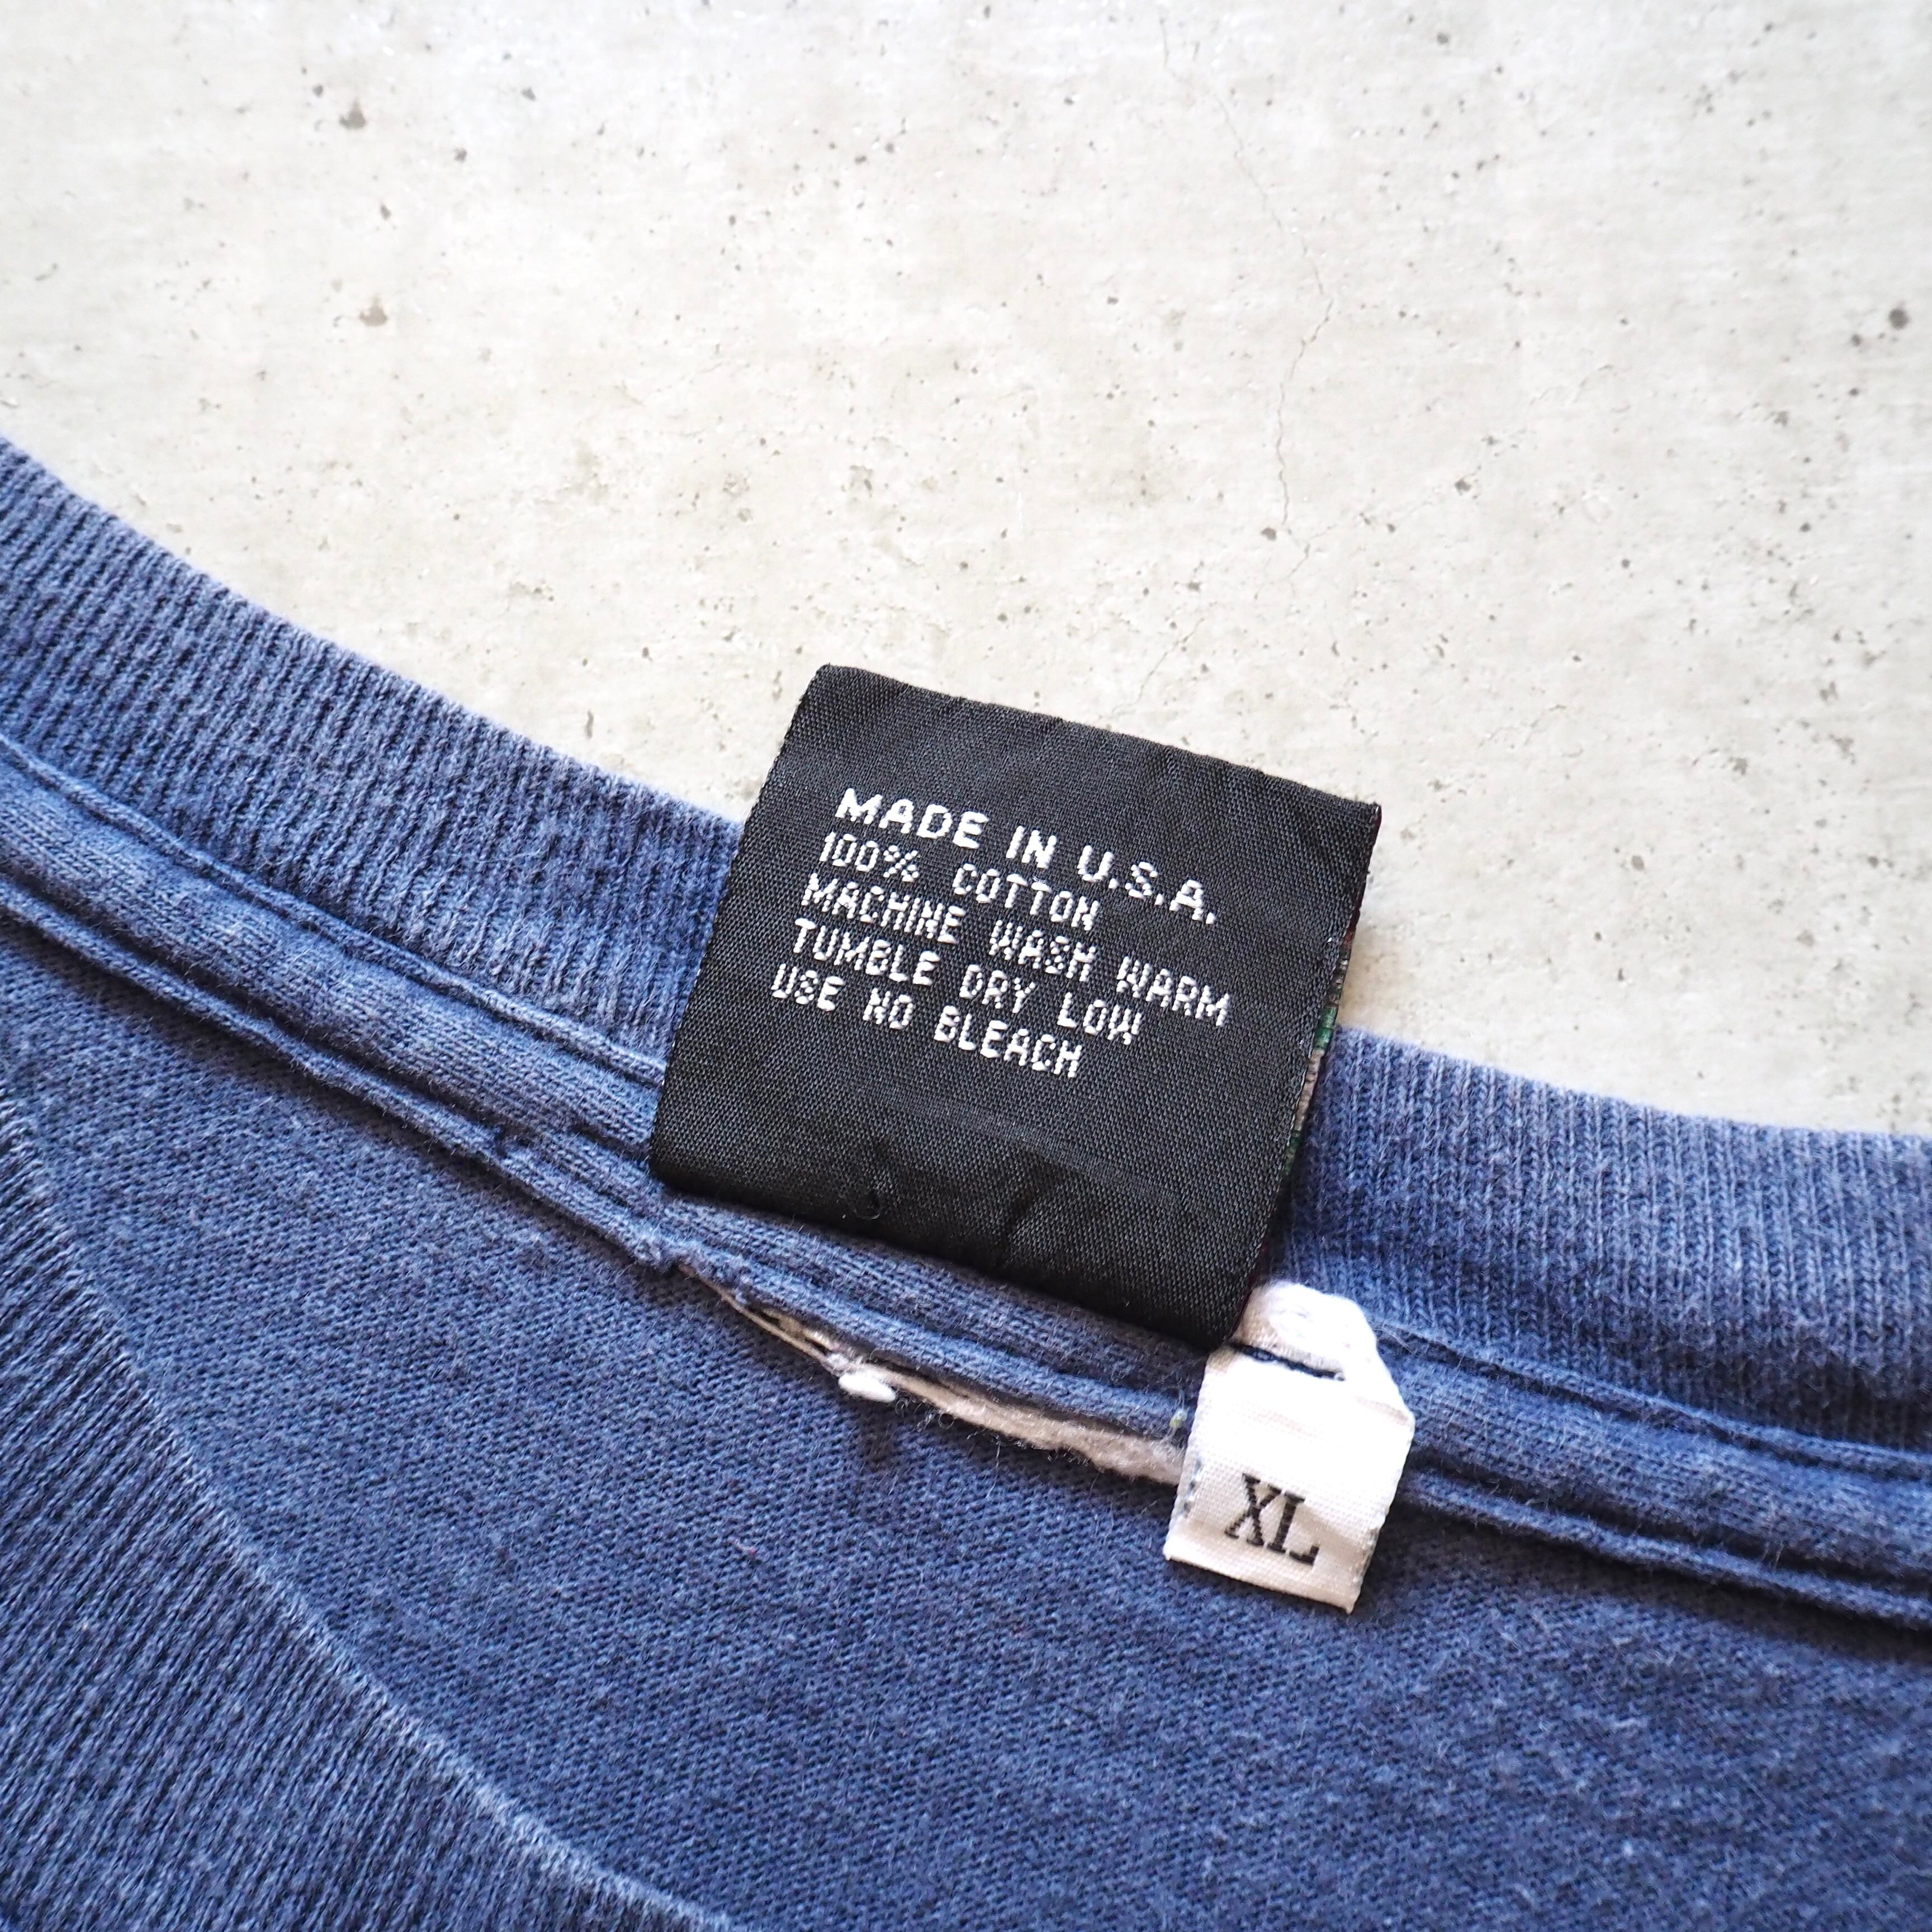 MADE IN U.S.A.
100% COTTON
MACHINE WASH WARM
TUMBLE DRY LOW
USE NO BLEACH
XL